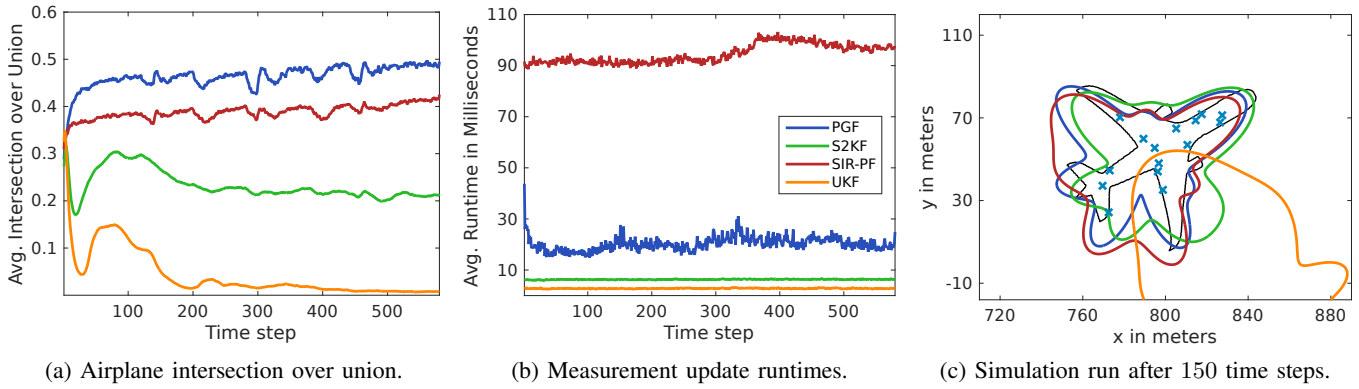 0.6
0.5
0.4
0.3
0.2
0.1
Avg. Intersection over Union
100 200 300 400 500
Time step
(a) Airplane intersection over union.
110
90
70
50
30
10
Avg. Runtime in Milliseconds
PGF
S2KF
SIR-PF
UKF
100 200 300 400 500
Time step
(b) Measurement update runtimes.
110
70
30
-10
y in meters
720 760 800 840 880
x in meters
(c) Simulation run after 150 time steps.